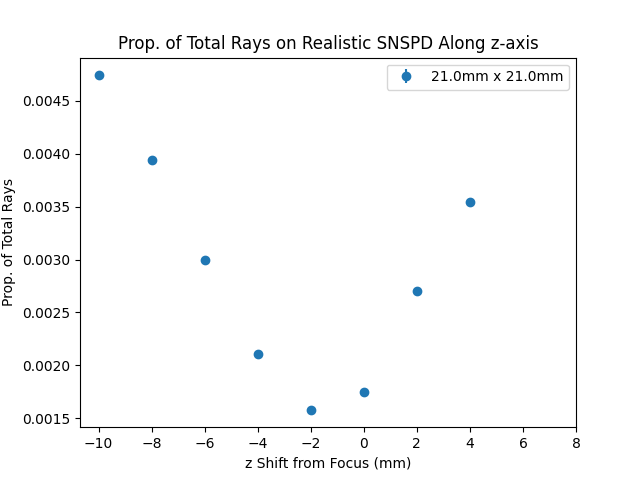 Prop. of Total Rays on Realistic SNSPD Along z-axis
21.0mm x 21.0mm
Prop. of Total Rays
0.0045
0.0040
0.0035
0.0030
0.0025
0.0020
0.0015
−10 −8 −6 −4 −2 0 2 4 6 8
z Shift from Focus (mm)